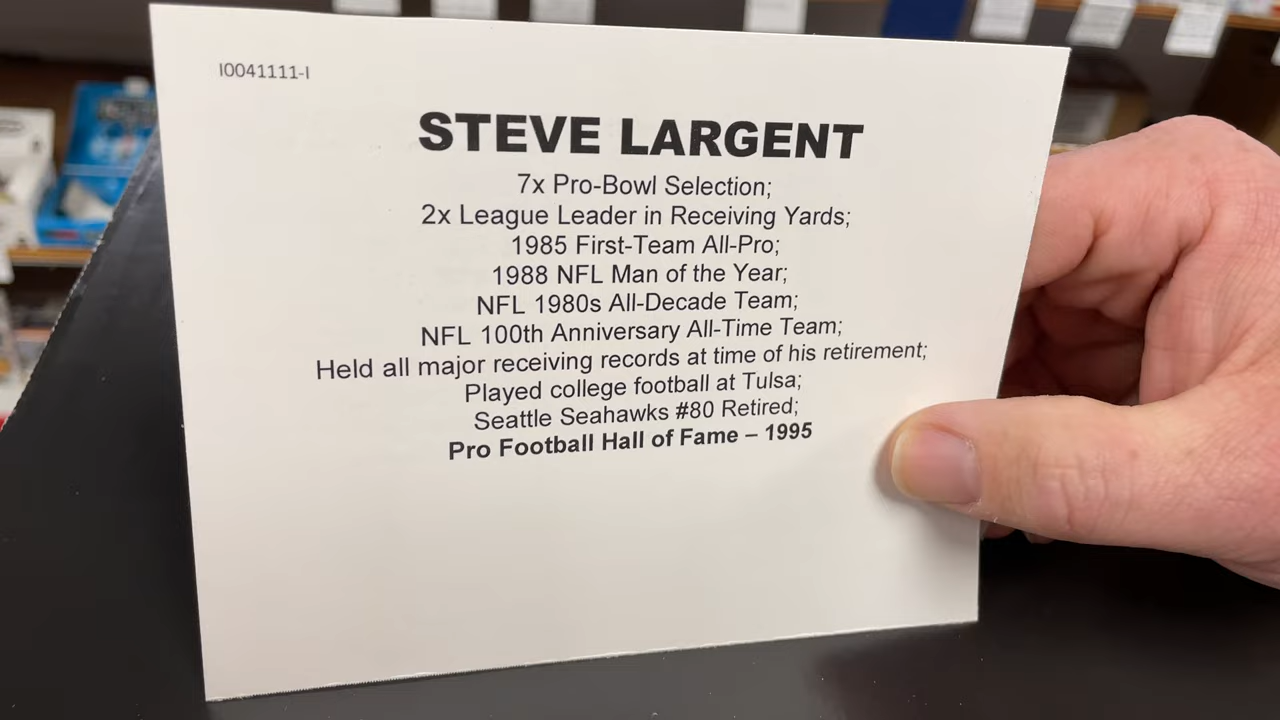 I0041111-I
STEVE LARGENT
7x Pro-Bowl Selection;
2x League Leader in Receiving Yards;
1985 First-Team All-Pro;
1988 NFL Man of the Year;
NFL 1980s All-Decade Team;
NFL 100th Anniversary All-Time Team;
Held all major receiving records at time of his retirement;
Played college football at Tulsa;
Seattle Seahawks #80 Retired;
Pro Football Hall of Fame – 1995